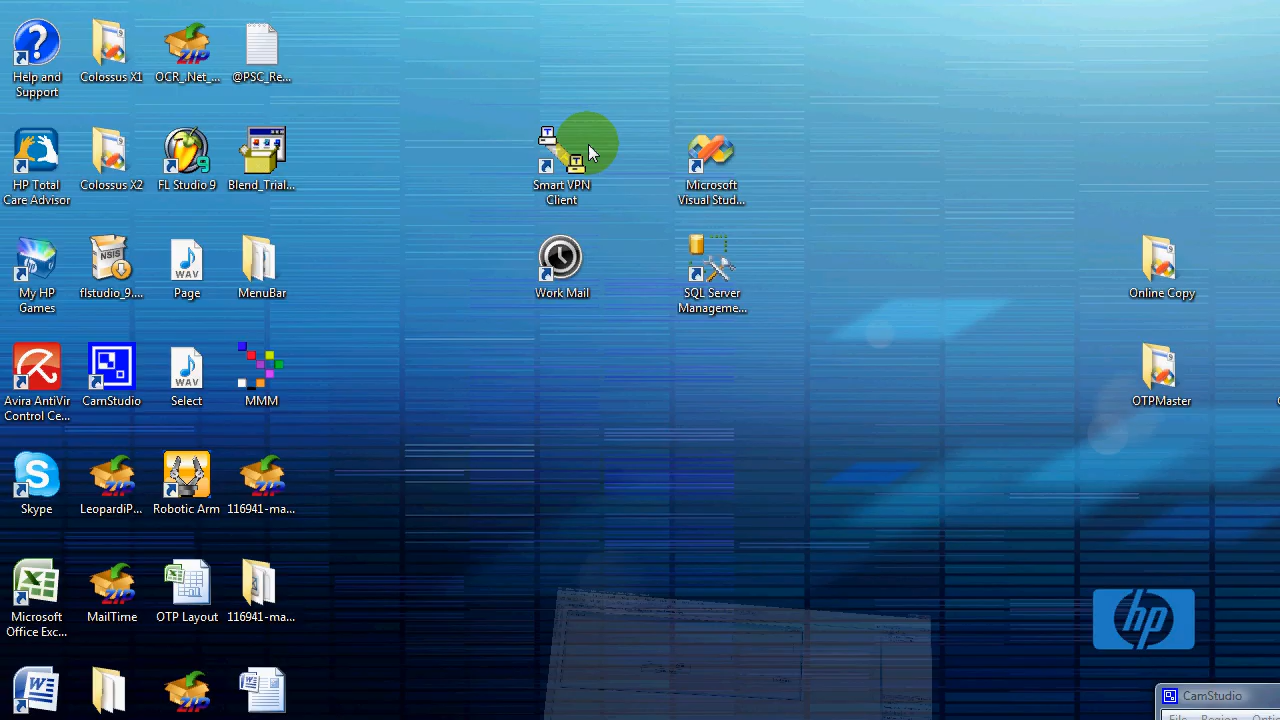 Help and
Support
Colossus X1
OCR_.Net_...
@PSC_Re...
HP Total
Care Advisor
Colossus X2
FL Studio 9
Blend_Trial...
Smart VPN
Client
Microsoft
Visual Stud...
My HP
Games
flstudio_9....
Page
MenuBar
Work Mail
SQL Server
Manageme...
Online Copy
Avira AntiVir
Control Ce...
CamStudio
Select
MMM
OTPMaster
Skype
LeopardiP...
Robotic Arm
116941-ma...
Microsoft
Office Exc...
MailTime
OTP Layout
116941-ma...
hp
CamStudio
File Region Optio